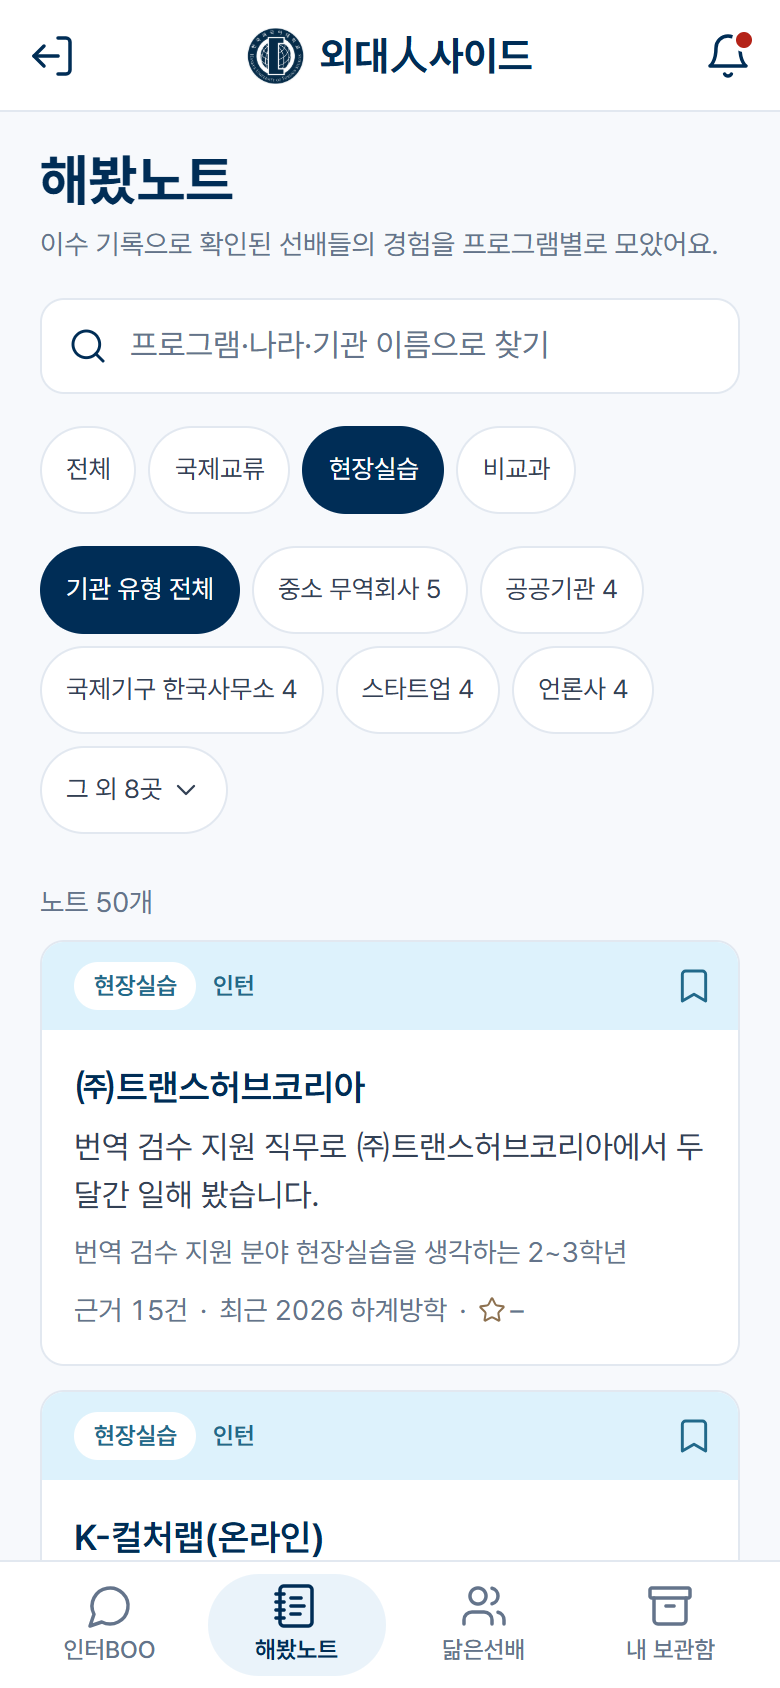 외대人사이드
해봤노트
이수 기록으로 확인된 선배들의 경험을 프로그램별로 모았어요.
프로그램·나라·기관 이름으로 찾기
전체 국제교류 현장실습 비교과
기관 유형 전체 중소 무역회사 5 공공기관 4
국제기구 한국사무소 4 스타트업 4 언론사 4
그 외 8곳
노트 50개
현장실습 인턴
㈜트랜스허브코리아
번역 검수 지원 직무로 ㈜트랜스허브코리아에서 두
달간 일해 봤습니다.
번역 검수 지원 분야 현장실습을 생각하는 2~3학년
근거 15건 · 최근 2026 하계방학 · ☆–
현장실습 인턴
K-컬처랩(온라인)
인터BOO 해봤노트 닮은선배 내 보관함